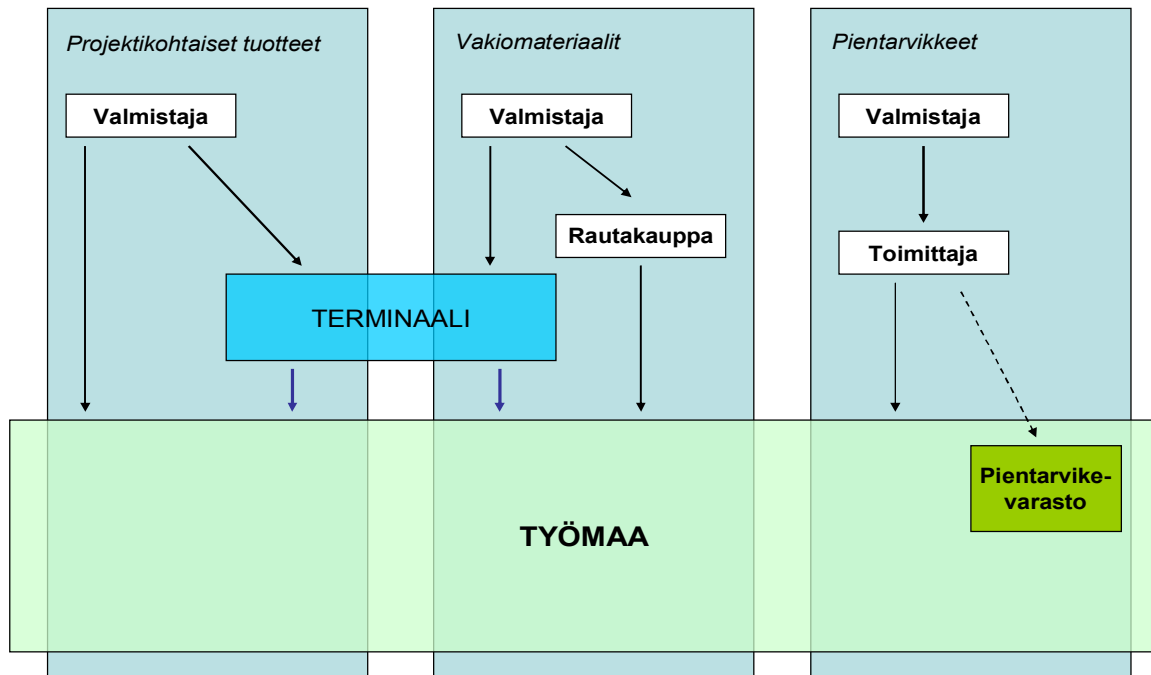 Projektikohtaiset tuotteet
Vakiomateriaalit
Pientarvikkeet
Valmistaja
Valmistaja
Valmistaja
Rautakauppa
Toimittaja
TERMINAALI
Pientarvike-
varasto
TYÖMAA